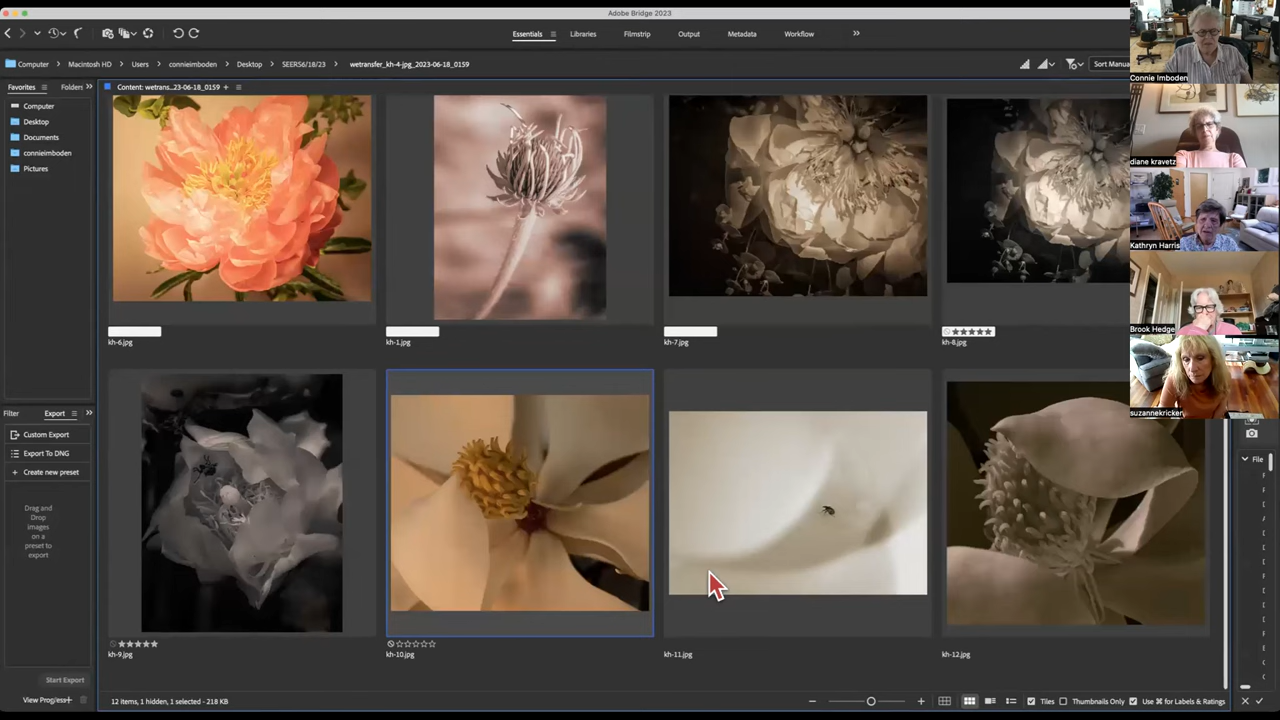 Adobe Bridge 2023
Essentials Libraries Filmstrip Output Metadata Workflow
Computer Macintosh HD Users connieimboden Desktop SEERS6/18/23 wetransfer_kh-4-jpg_2023-06-18_0159
Sort Manua
Favorites Folders
Content: wetrans...23-06-18_0159
Computer
Desktop
Documents
connieimboden
Pictures
kh-6.jpg
kh-1.jpg
kh-7.jpg
kh-8.jpg
Filter Export
Custom Export
Export To DNG
Create new preset
Drag and
Drop
images
on a
preset to
export
kh-9.jpg
kh-10.jpg
kh-11.jpg
kh-12.jpg
Start Export
View Progress
12 items, 1 hidden, 1 selected - 218 KB
Tiles Thumbnails Only Use ⌘ for Labels & Ratings
Connie Imboden
diane kravetz
Kathryn Harris
Brook Hedge
suzannekricker
File